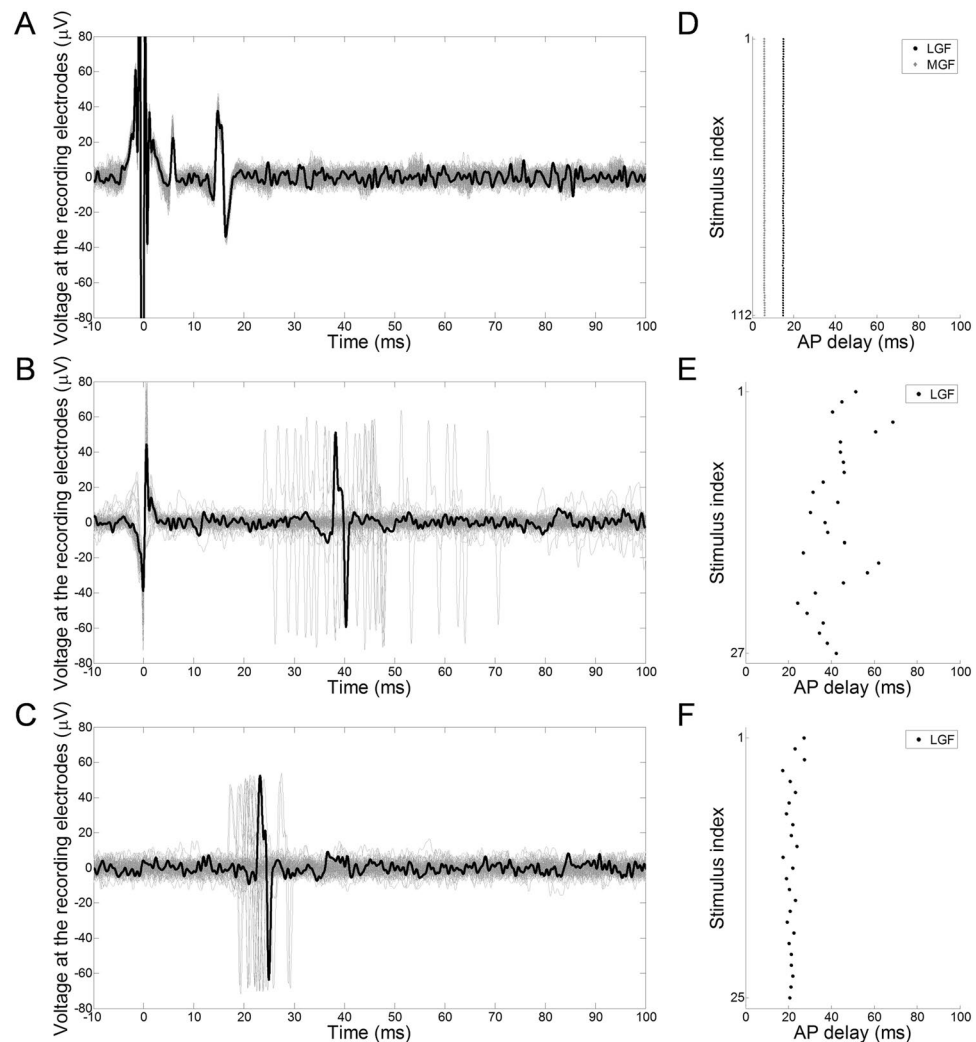 A
Voltage at the recording electrodes (μV)
80
60
40
20
0
-20
-40
-60
-80
-10 0 10 20 30 40 50 60 70 80 90 100
Time (ms)
D
Stimulus index
1
112
LGF
MGF
0 20 40 60 80 100
AP delay (ms)
B
Voltage at the recording electrodes (μV)
80
60
40
20
0
-20
-40
-60
-80
-10 0 10 20 30 40 50 60 70 80 90 100
Time (ms)
E
Stimulus index
1
27
LGF
0 20 40 60 80 100
AP delay (ms)
C
Voltage at the recording electrodes (μV)
80
60
40
20
0
-20
-40
-60
-80
-10 0 10 20 30 40 50 60 70 80 90 100
Time (ms)
F
Stimulus index
1
25
LGF
0 20 40 60 80 100
AP delay (ms)